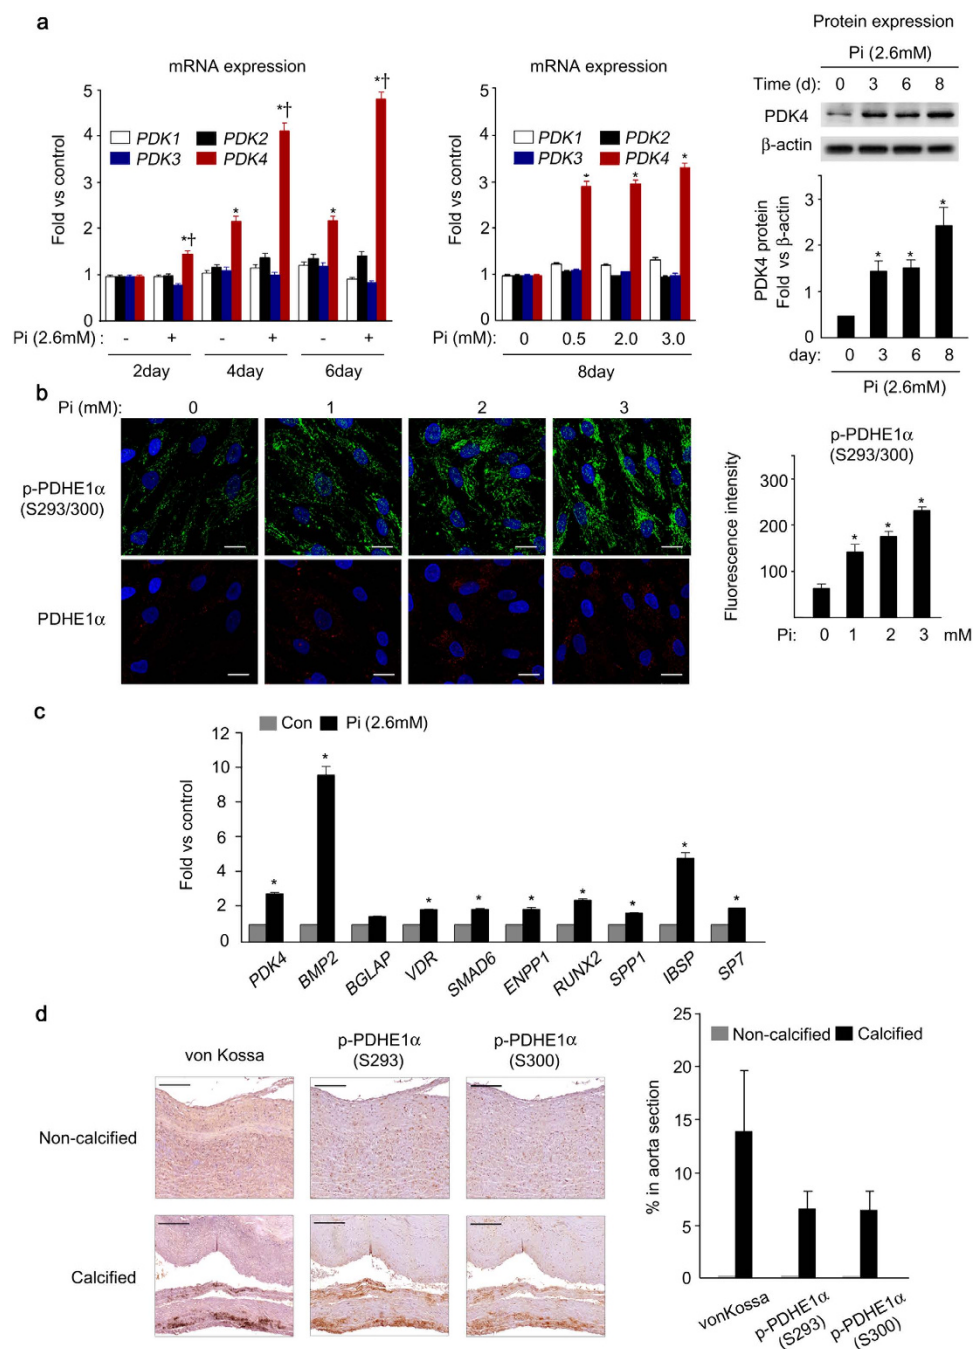 a
mRNA expression
Fold vs control
5
4
3
2
1
0
PDK1 PDK2
PDK3 PDK4
*†
*
*†
*
*†
Pi (2.6mM) : - + - + - +
2day 4day 6day
mRNA expression
Fold vs control
5
4
3
2
1
0
PDK1 PDK2
PDK3 PDK4
* * *
Pi (mM): 0 0.5 2.0 3.0
8day
Protein expression
Pi (2.6mM)
Time (d): 0 3 6 8
PDK4
β-actin
PDK4 protein
Fold vs β-actin
4
3
2
1
0
* * *
day: 0 3 6 8
Pi (2.6mM)
b
Pi (mM): 0 1 2 3
p-PDHE1α
(S293/300)
PDHE1α
p-PDHE1α
(S293/300)
Fluorescence intensity
300
200
100
* * *
Pi: 0 1 2 3 mM
c
Con Pi (2.6mM)
Fold vs control
12
10
8
6
4
2
0
* * * * * * * * *
PDK4 BMP2 BGLAP VDR SMAD6 ENPP1 RUNX2 SPP1 IBSP SP7
d
von Kossa
p-PDHE1α
(S293)
p-PDHE1α
(S300)
Non-calcified
Calcified
Non-calcified Calcified
% in aorta section
25
20
15
10
5
0
vonKossa
p-PDHE1α
(S293)
p-PDHE1α
(S300)